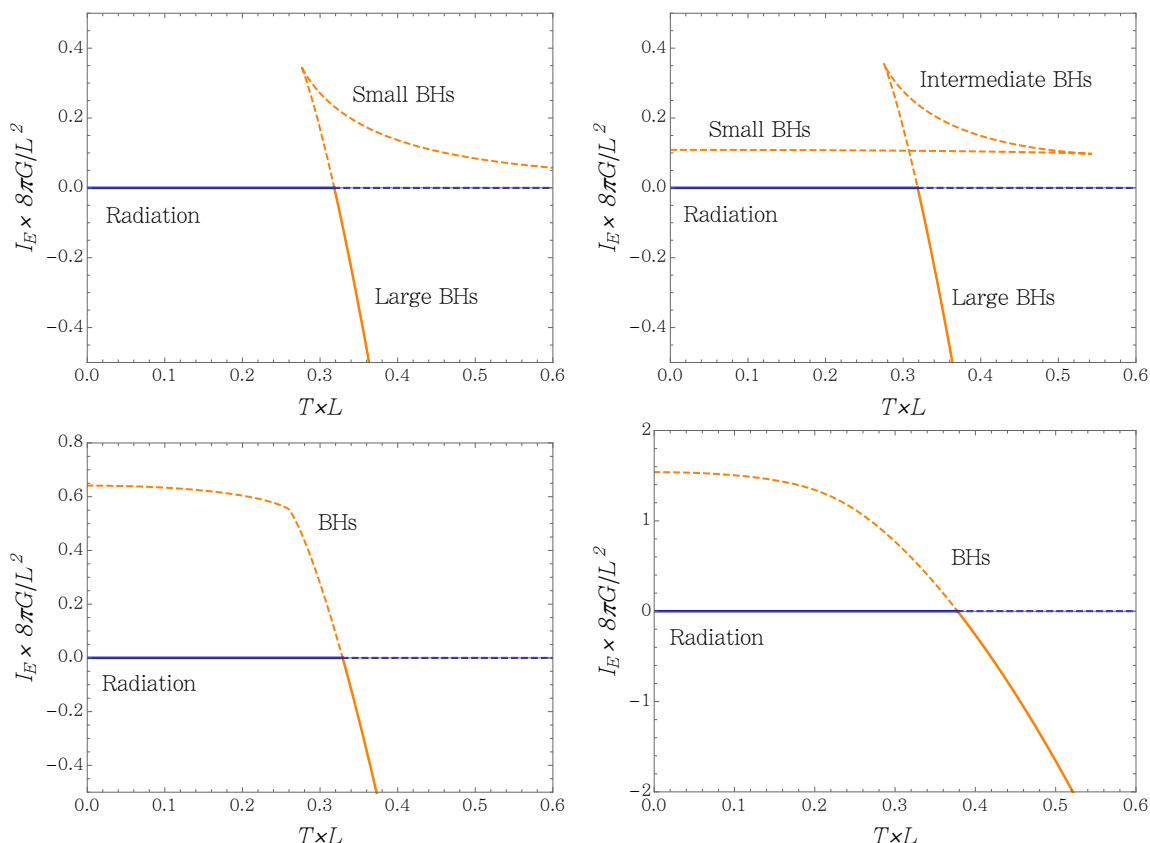 I_E × 8πG/L^2
0.4
0.2
0.0
−0.2
−0.4
Small BHs
Radiation
Large BHs
0.0 0.1 0.2 0.3 0.4 0.5 0.6
T×L
I_E × 8πG/L^2
0.4
0.2
0.0
−0.2
−0.4
Intermediate BHs
Small BHs
Radiation
Large BHs
0.0 0.1 0.2 0.3 0.4 0.5 0.6
T×L
I_E × 8πG/L^2
0.8
0.6
0.4
0.2
0.0
−0.2
−0.4
BHs
Radiation
0.0 0.1 0.2 0.3 0.4 0.5 0.6
T×L
I_E × 8πG/L^2
2
1
0
−1
−2
BHs
Radiation
0.0 0.1 0.2 0.3 0.4 0.5 0.6
T×L